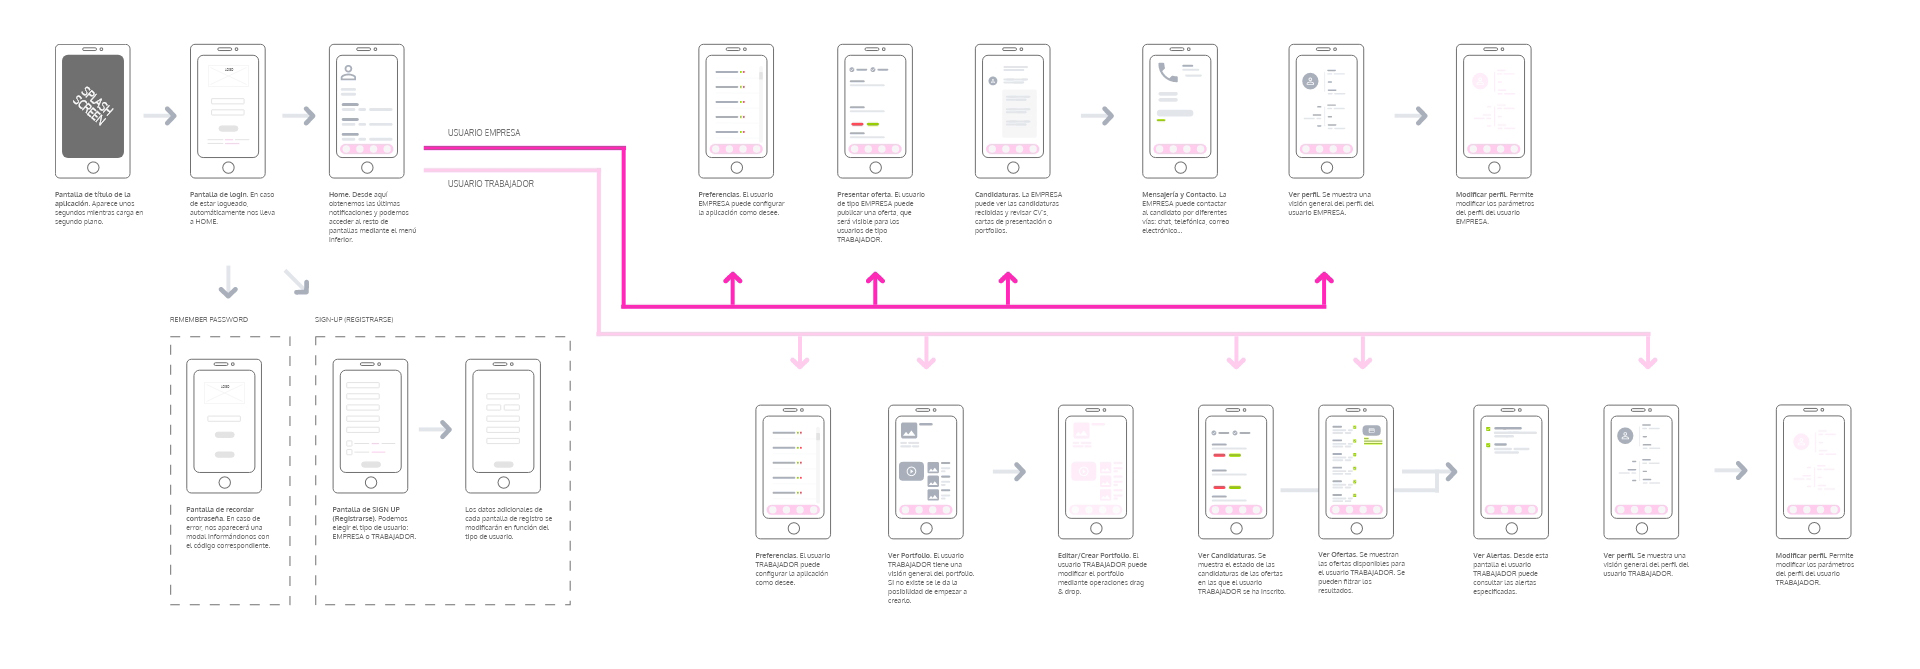 SPLASH
SCREEN
LOGO
Pantalla de título de la
aplicación. Aparece unos
segundos mientras carga en
segundo plano.
Pantalla de login. En caso
de estar logueado,
automáticamente nos lleva
a HOME.
Home. Desde aquí
obtenemos las últimas
notificaciones y podemos
acceder al resto de
pantallas mediante el menú
inferior.
USUARIO EMPRESA
USUARIO TRABAJADOR
Preferencias. El usuario
EMPRESA puede configurar
la aplicación como desee.
Presentar oferta. El usuario
de tipo EMPRESA puede
publicar una oferta, que
será visible para los
usuarios de tipo
TRABAJADOR.
Candidaturas. La EMPRESA
puede ver las candidaturas
recibidas y revisar CV's,
cartas de presentación o
portfolios.
Mensajería y Contacto. La
EMPRESA puede contactar
al candidato por diferentes
vías: chat, telefónica, correo
electrónico...
Ver perfil. Se muestra una
visión general del perfil del
usuario EMPRESA.
Modificar perfil. Permite
modificar los parámetros
del perfil del usuario
EMPRESA.
REMEMBER PASSWORD
SIGN-UP (REGISTRARSE)
LOGO
Pantalla de recordar
contraseña. En caso de
error, nos aparecerá una
modal informándonos con
el código correspondiente.
Pantalla de SIGN UP
(Registrarse). Podemos
elegir el tipo de usuario:
EMPRESA o TRABAJADOR.
Los datos adicionales de
cada pantalla de registro se
modificarán en función del
tipo de usuario.
Preferencias. El usuario
TRABAJADOR puede
configurar la aplicación
como desee.
Ver Portfolio. El usuario
TRABAJADOR tiene una
visión general del portfolio.
Si no existe se le da la
posibilidad de empezar a
crearlo.
Editar/Crear Portfolio. El
usuario TRABAJADOR puede
modificar el portfolio
mediante operaciones drag
& drop.
Ver Candidaturas. Se
muestra el estado de las
candidaturas de las ofertas
en las que el usuario
TRABAJADOR se ha inscrito.
Ver Ofertas. Se muestran
las ofertas disponibles para
el usuario TRABAJADOR. Se
pueden filtrar los
resultados.
Ver Alertas. Desde esta
pantalla el usuario
TRABAJADOR puede
consultar las alertas
especificadas.
Ver perfil. Se muestra una
visión general del perfil del
usuario TRABAJADOR.
Modificar perfil. Permite
modificar los parámetros
del perfil del usuario
TRABAJADOR.